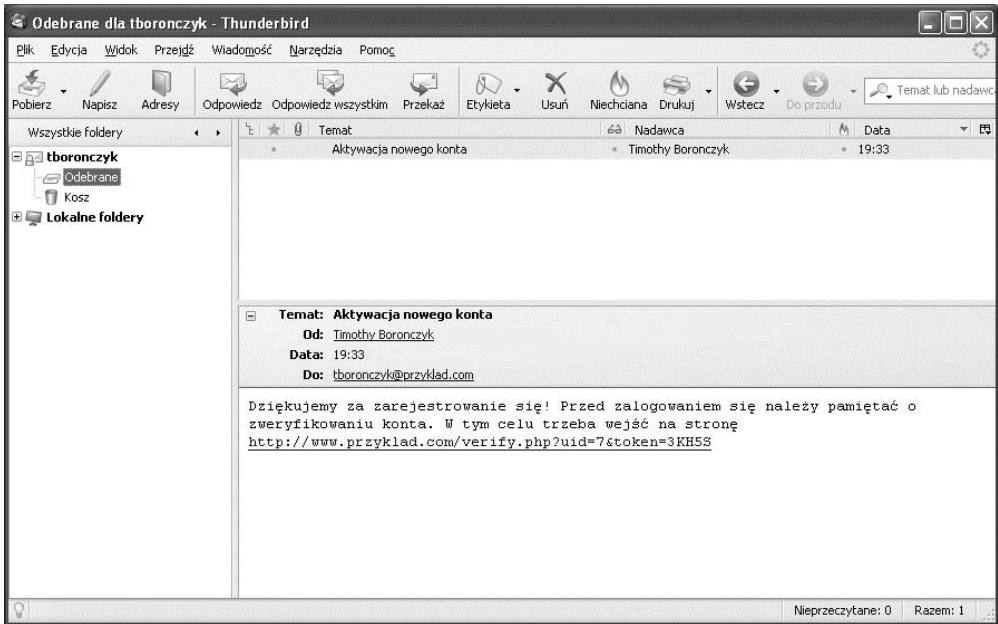 Odebrane dla tboronczyk - Thunderbird
Plik Edycja Widok Przejdź Wiadomość Narzędzia Pomoc
Pobierz Napisz Adresy Odpowiedz Odpowiedz wszystkim Przekaż Etykieta Usuń Niechciana Drukuj Wstecz Do przodu Temat lub nadawc
Wszystkie foldery
Temat Nadawca Data
tboronczyk
Odebrane
Kosz
Lokalne foldery
Aktywacja nowego konta Timothy Boronczyk 19:33
Temat: Aktywacja nowego konta
Od: Timothy Boronczyk
Data: 19:33
Do: tboronczyk@przyklad.com
Dziękujemy za zarejestrowanie się! Przed zalogowaniem się należy pamiętać o
zweryfikowaniu konta. W tym celu trzeba wejść na stronę
http://www.przyklad.com/verify.php?uid=7&token=3KH5S
Nieprzeczytane: 0 Razem: 1